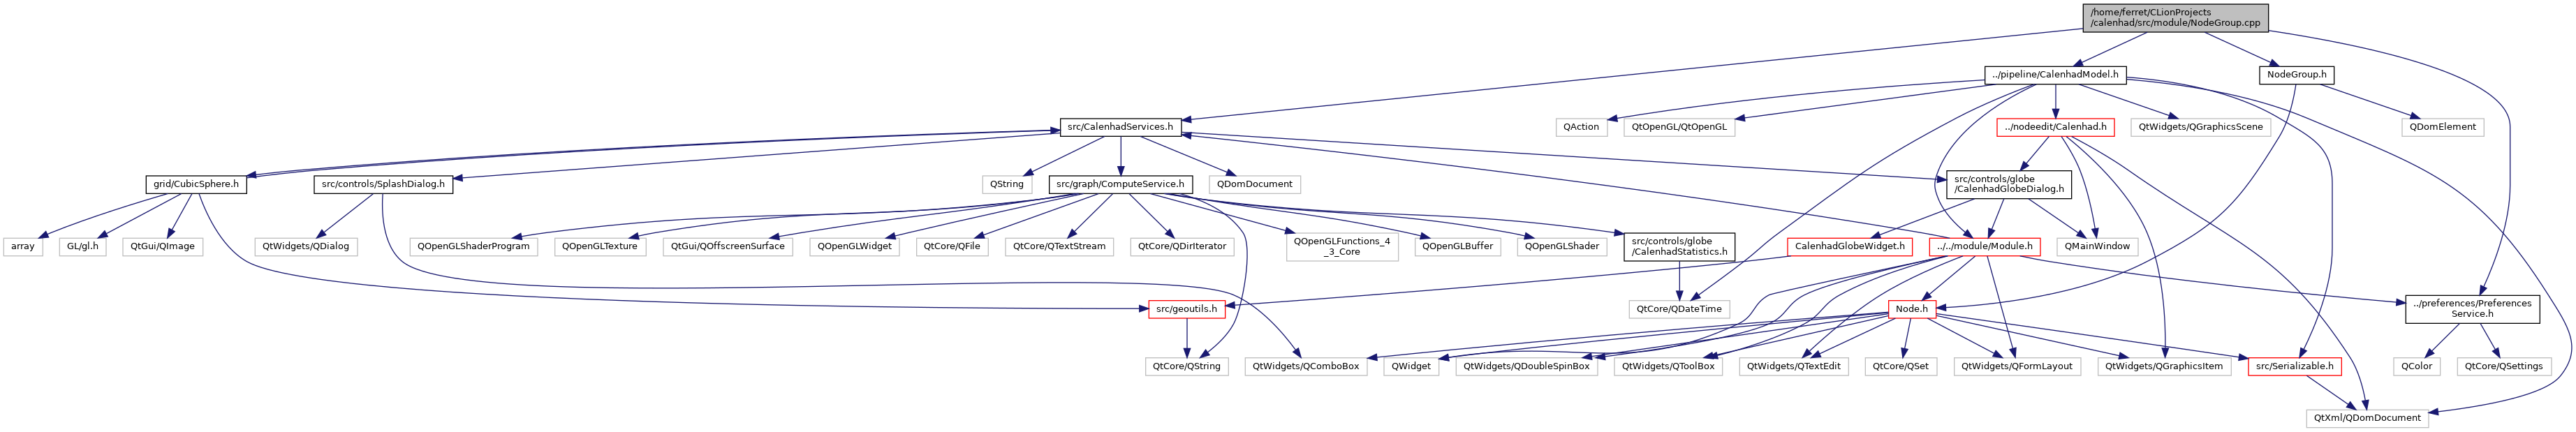 /home/ferret/CLionProjects
/calenhad/src/module/NodeGroup.cpp
../pipeline/CalenhadModel.h
NodeGroup.h
src/CalenhadServices.h
QAction
QtOpenGL/QtOpenGL
../nodeedit/Calenhad.h
QtWidgets/QGraphicsScene
QDomElement
grid/CubicSphere.h
src/controls/SplashDialog.h
QString
src/graph/ComputeService.h
QDomDocument
src/controls/globe
/CalenhadGlobeDialog.h
array
GL/gl.h
QtGui/QImage
QtWidgets/QDialog
QOpenGLShaderProgram
QOpenGLTexture
QtGui/QOffscreenSurface
QOpenGLWidget
QtCore/QFile
QtCore/QTextStream
QtCore/QDirIterator
QOpenGLFunctions_4
_3_Core
QOpenGLBuffer
QOpenGLShader
src/controls/globe
/CalenhadStatistics.h
CalenhadGlobeWidget.h
../../module/Module.h
QMainWindow
src/geoutils.h
QtCore/QDateTime
Node.h
../preferences/Preferences
Service.h
QtCore/QString
QtWidgets/QComboBox
QWidget
QtWidgets/QDoubleSpinBox
QtWidgets/QToolBox
QtWidgets/QTextEdit
QtCore/QSet
QtWidgets/QFormLayout
QtWidgets/QGraphicsItem
src/Serializable.h
QColor
QtCore/QSettings
QtXml/QDomDocument